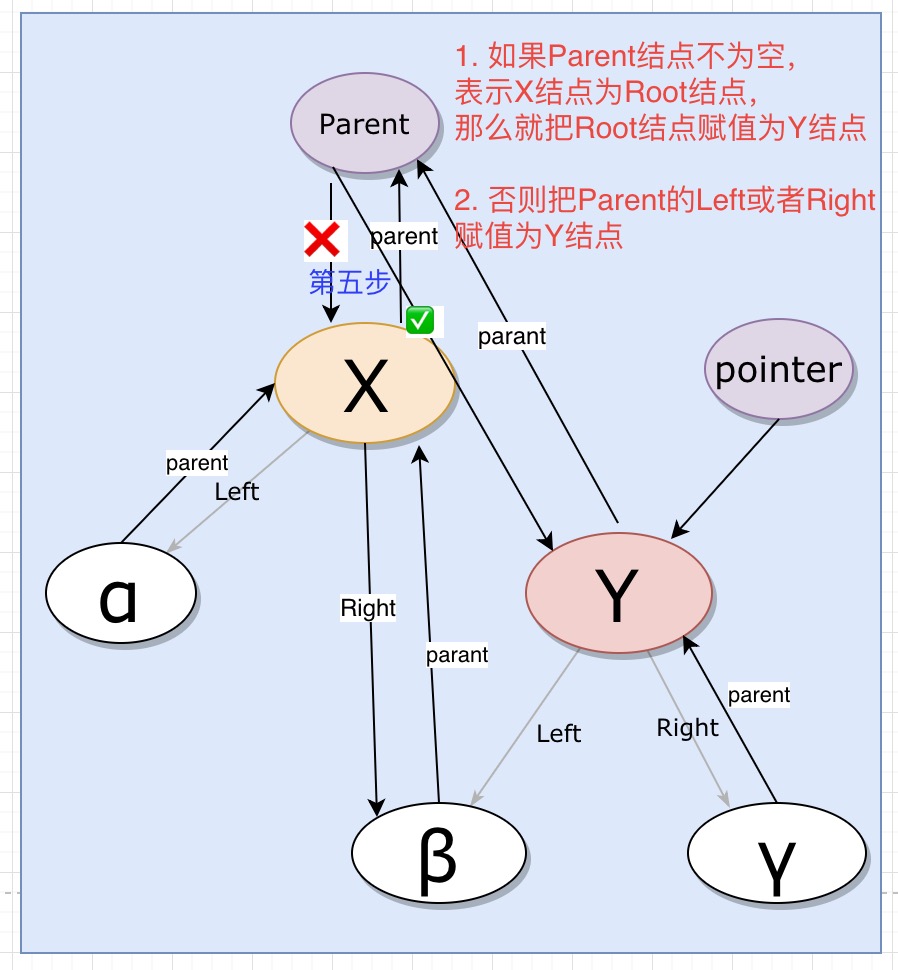 1. 如果Parent结点不为空,
表示X结点为Root结点,
那么就把Root结点赋值为Y结点
Parent
2. 否则把Parent的Left或者Right
赋值为Y结点
parent
第五步
parant
X
pointer
parent
Left
α
Right
Y
parant
parent
Left
Right
β
γ